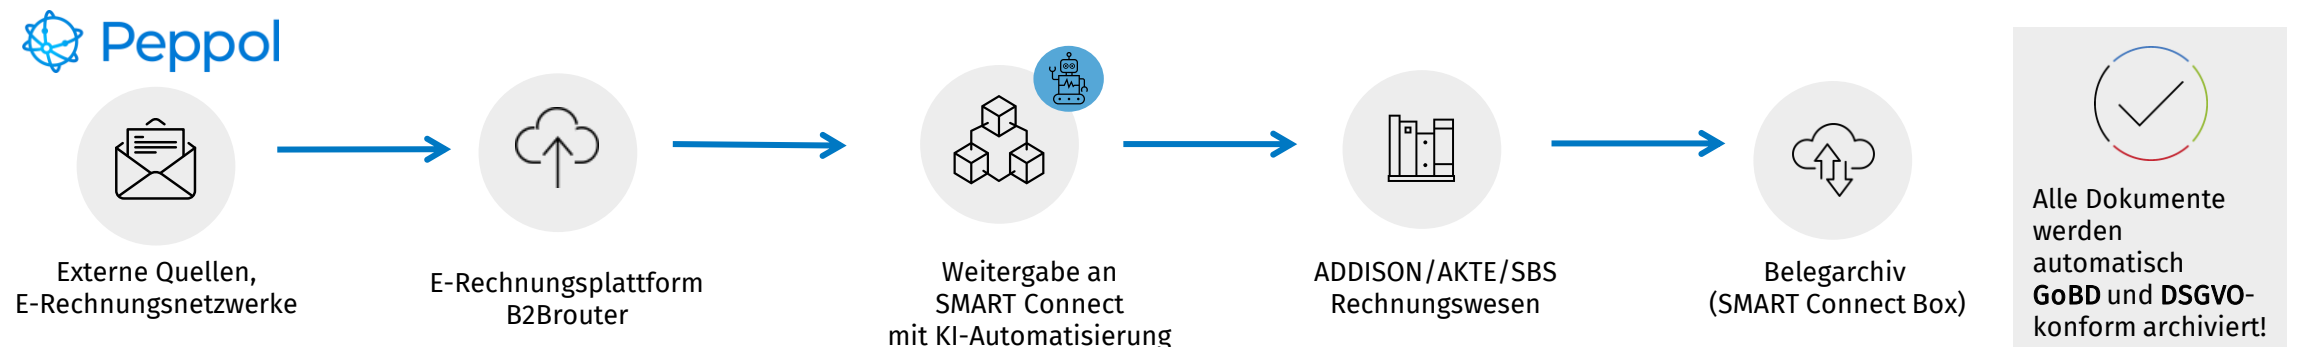 Peppol
Externe Quellen,
E-Rechnungsnetzwerke
E-Rechnungsplattform
B2Brouter
Weitergabe an
SMART Connect
mit KI-Automatisierung
ADDISON/AKTE/SBS
Rechnungswesen
Belegarchiv
(SMART Connect Box)
Alle Dokumente
werden
automatisch
GoBD und DSGVO-
konform archiviert!